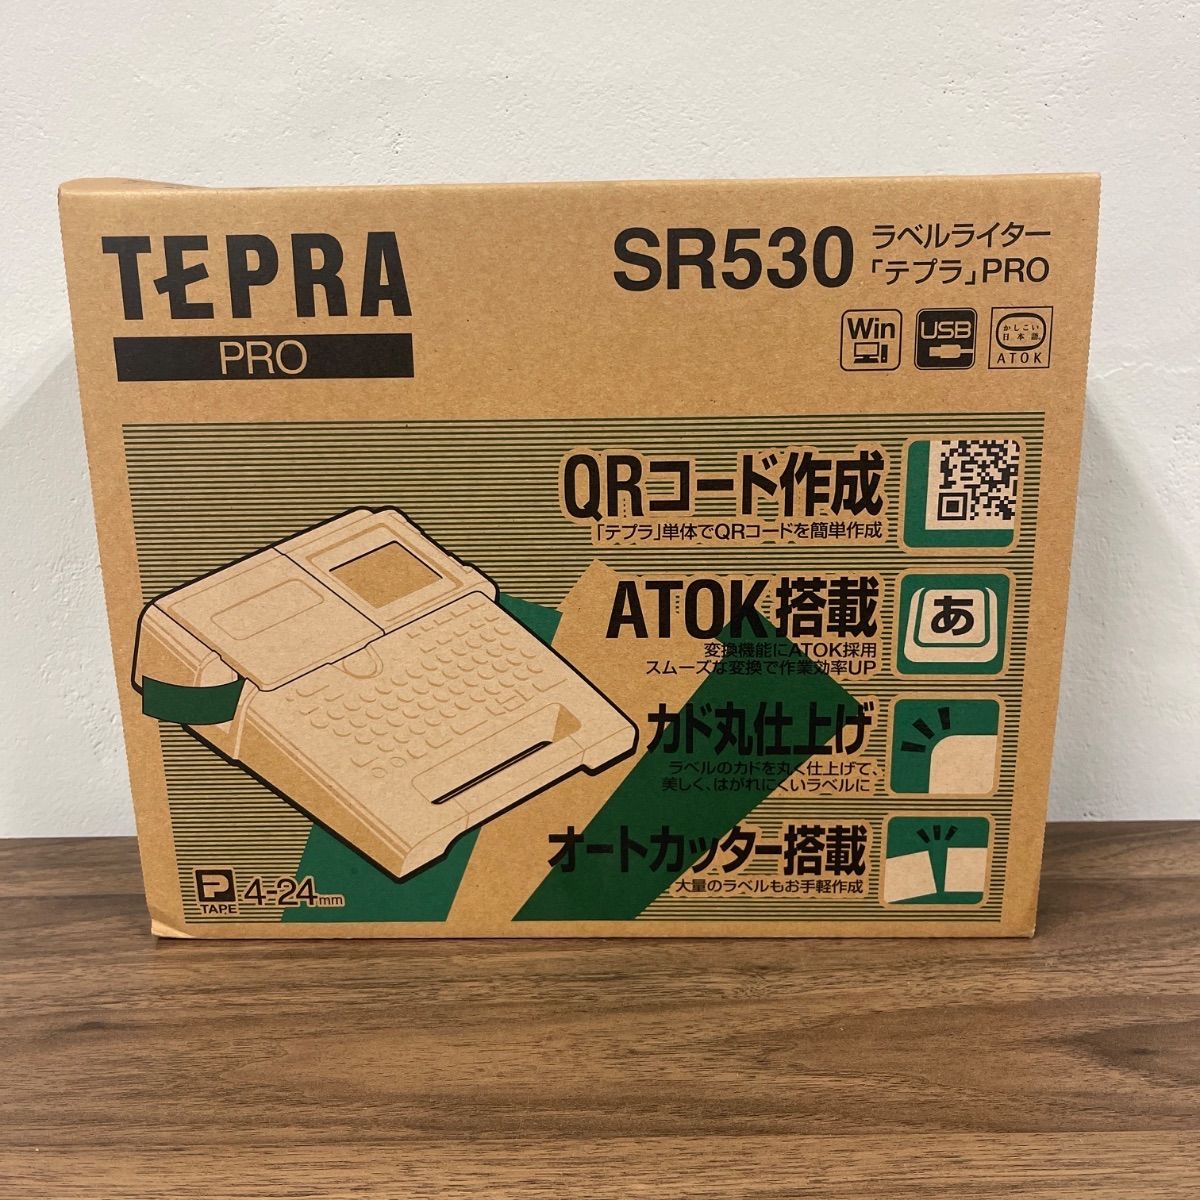 TEPRA
PRO
SR530
ラベルライター
「テプラ」PRO
Win
USB
かしこい
日本語
ATOK
QRコード作成
「テプラ」単体でQRコードを簡単作成
ATOK搭載
変換機能にATOK採用
スムーズな変換で作業効率UP
あ
カド丸仕上げ
ラベルのカドを丸く仕上げて、
美しく、はがれにくいラベルに
オートカッター搭載
大量のラベルもお手軽作成
TAPE
4-24mm